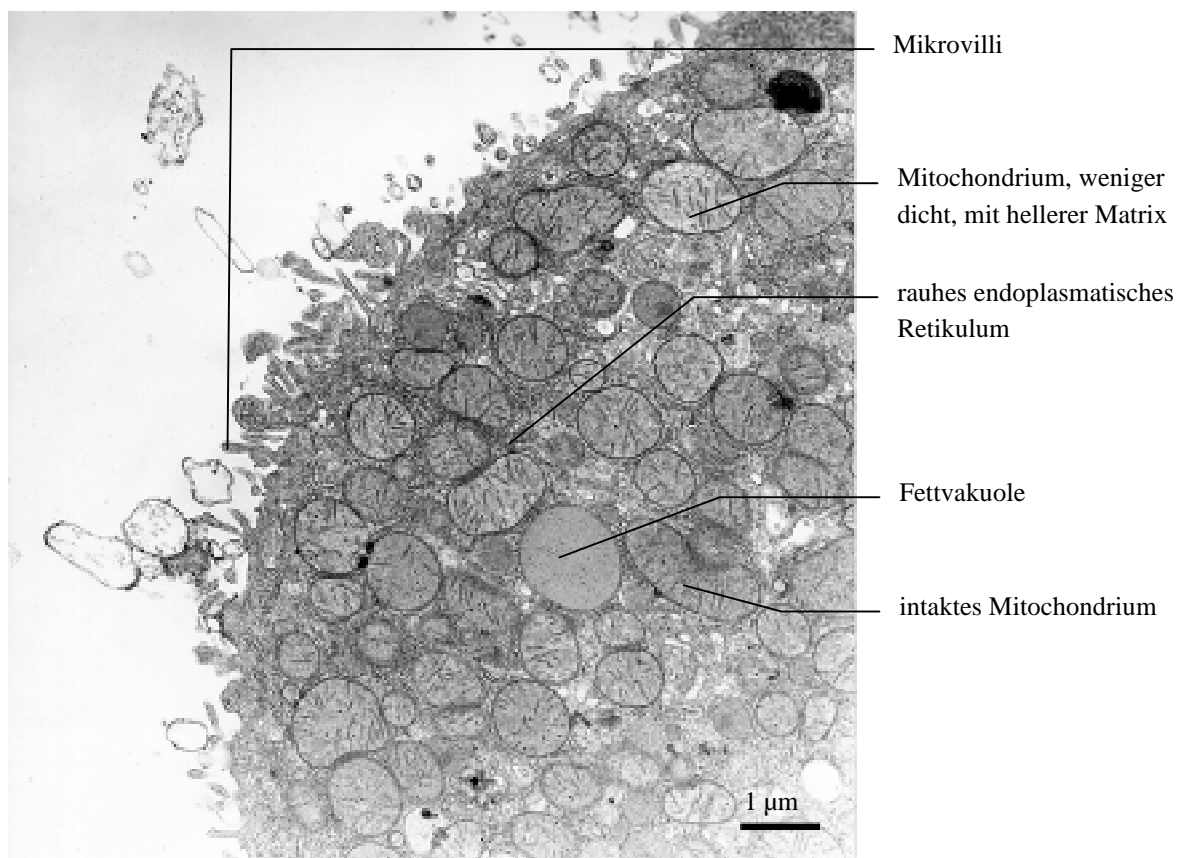 Mikrovilli
Mitochondrium, weniger
dicht, mit hellerer Matrix
rauhes endoplasmatisches
Retikulum
Fettvakuole
intaktes Mitochondrium
1 μm